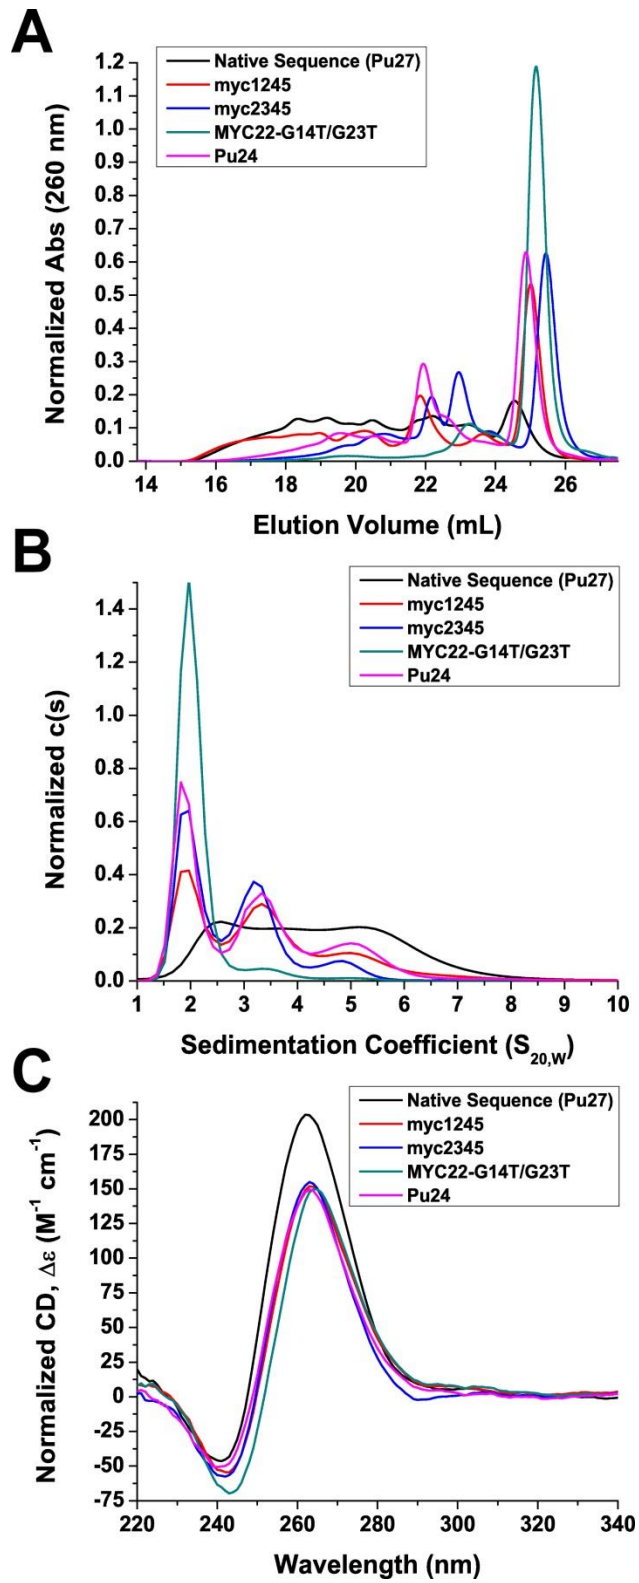 A
Native Sequence (Pu27)
myc1245
myc2345
MYC22-G14T/G23T
Pu24
Normalized Abs (260 nm)
1.2
1.1
1.0
0.9
0.8
0.7
0.6
0.5
0.4
0.3
0.2
0.1
0.0
14 16 18 20 22 24 26
Elution Volume (mL)
B
Native Sequence (Pu27)
myc1245
myc2345
MYC22-G14T/G23T
Pu24
Normalized c(s)
1.4
1.2
1.0
0.8
0.6
0.4
0.2
0.0
1 2 3 4 5 6 7 8 9 10
Sedimentation Coefficient (S20,W)
C
Native Sequence (Pu27)
myc1245
myc2345
MYC22-G14T/G23T
Pu24
Normalized CD, Δε (M⁻¹ cm⁻¹)
200
175
150
125
100
75
50
25
0
-25
-50
-75
220 240 260 280 300 320 340
Wavelength (nm)